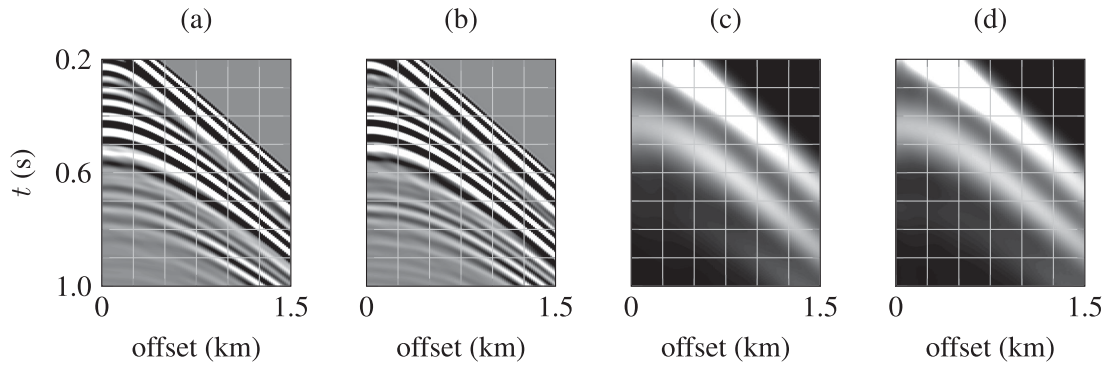 (a) (b) (c) (d)
0.2
0.6
1.0
t (s)
0 1.5 0 1.5 0 1.5 0 1.5
offset (km) offset (km) offset (km) offset (km)